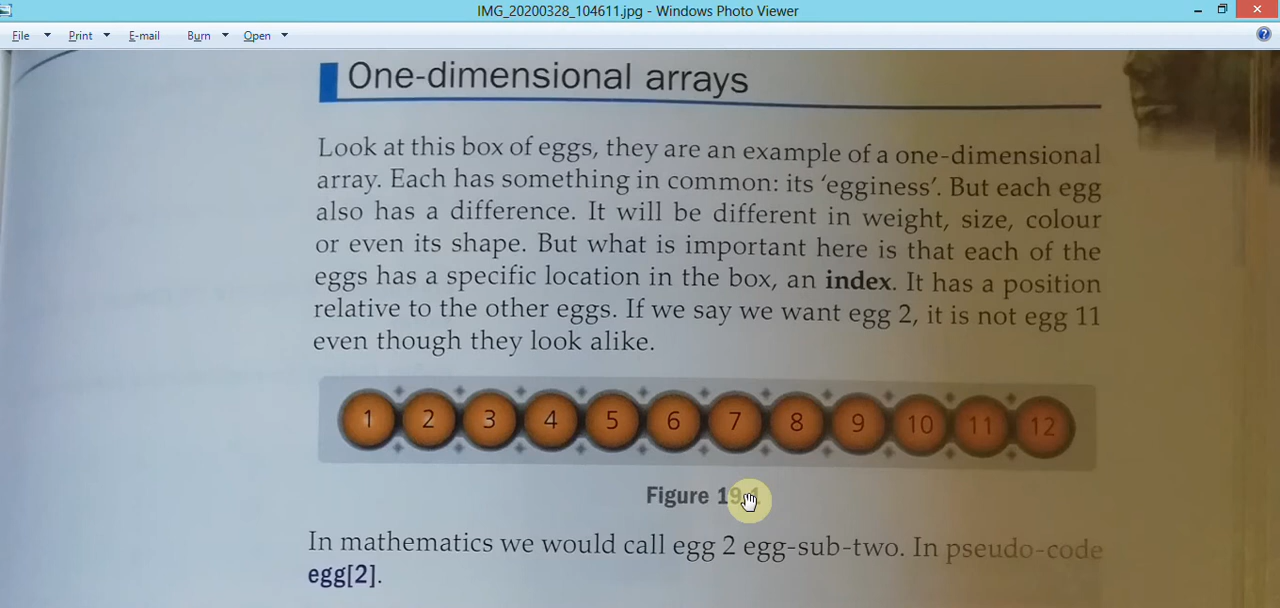 IMG_20200328_104611.jpg - Windows Photo Viewer
File Print E-mail Burn Open
One-dimensional arrays
Look at this box of eggs, they are an example of a one-dimensional
array. Each has something in common: its ‘egginess’. But each egg
also has a difference. It will be different in weight, size, colour
or even its shape. But what is important here is that each of the
eggs has a specific location in the box, an index. It has a position
relative to the other eggs. If we say we want egg 2, it is not egg 11
even though they look alike.
1 2 3 4 5 6 7 8 9 10 11 12
Figure 19.1
In mathematics we would call egg 2 egg-sub-two. In pseudo-code
egg[2].